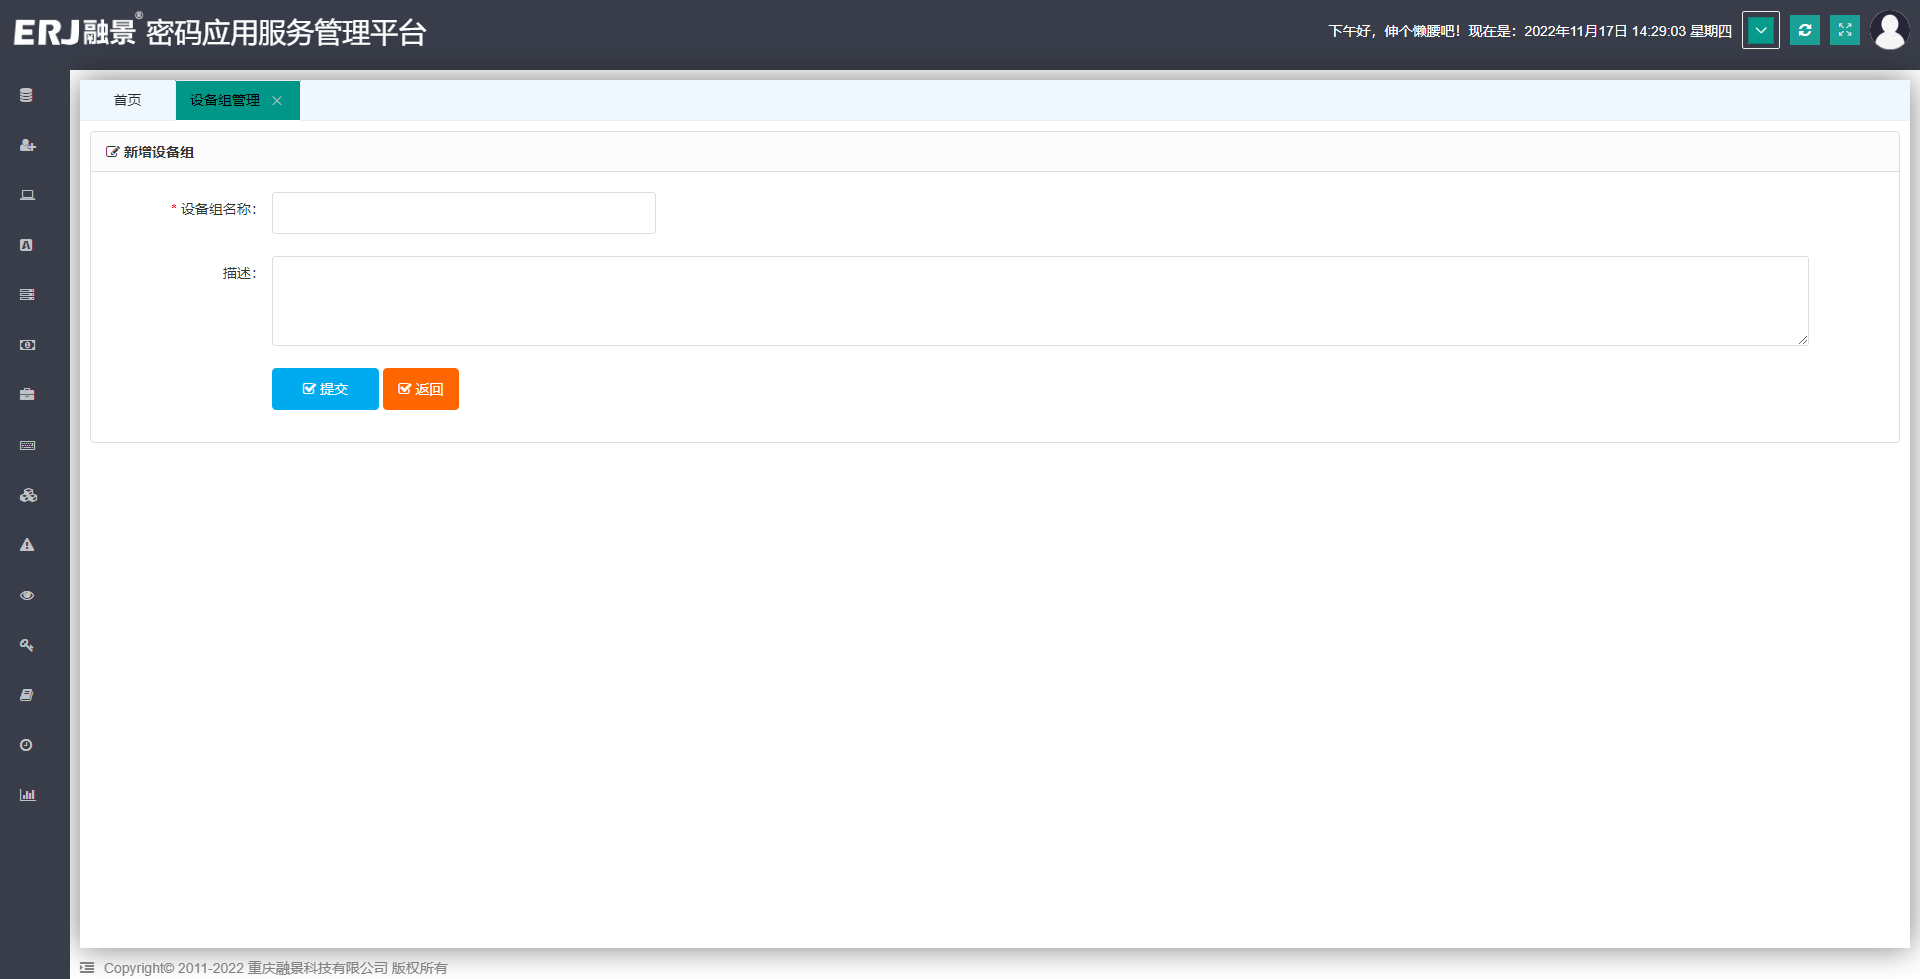 ERJ融景® 密码应用服务管理平台
下午好，伸个懒腰吧！现在是：2022年11月17日 14:29:03 星期四
首页
设备组管理
新增设备组
* 设备组名称：
描述：
提交
返回
Copyright© 2011-2022 重庆融景科技有限公司 版权所有